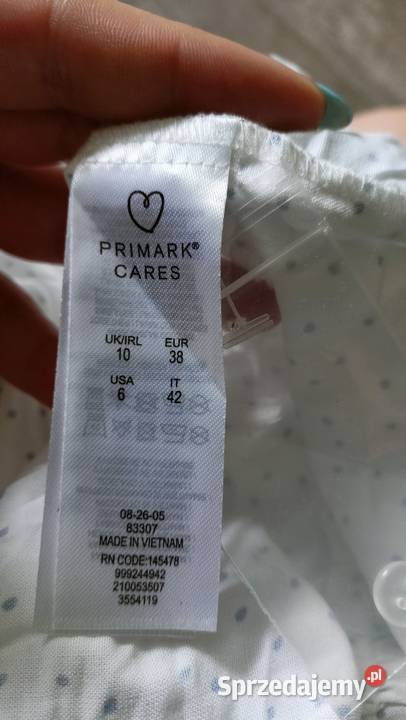 PRIMARK®
CARES
UK/IRL EUR
10 38
USA IT
6 42
08-26-05
83307
MADE IN VIETNAM
RN CODE:145478
999244942
210053507
3554119
Sprzedajemy.pl